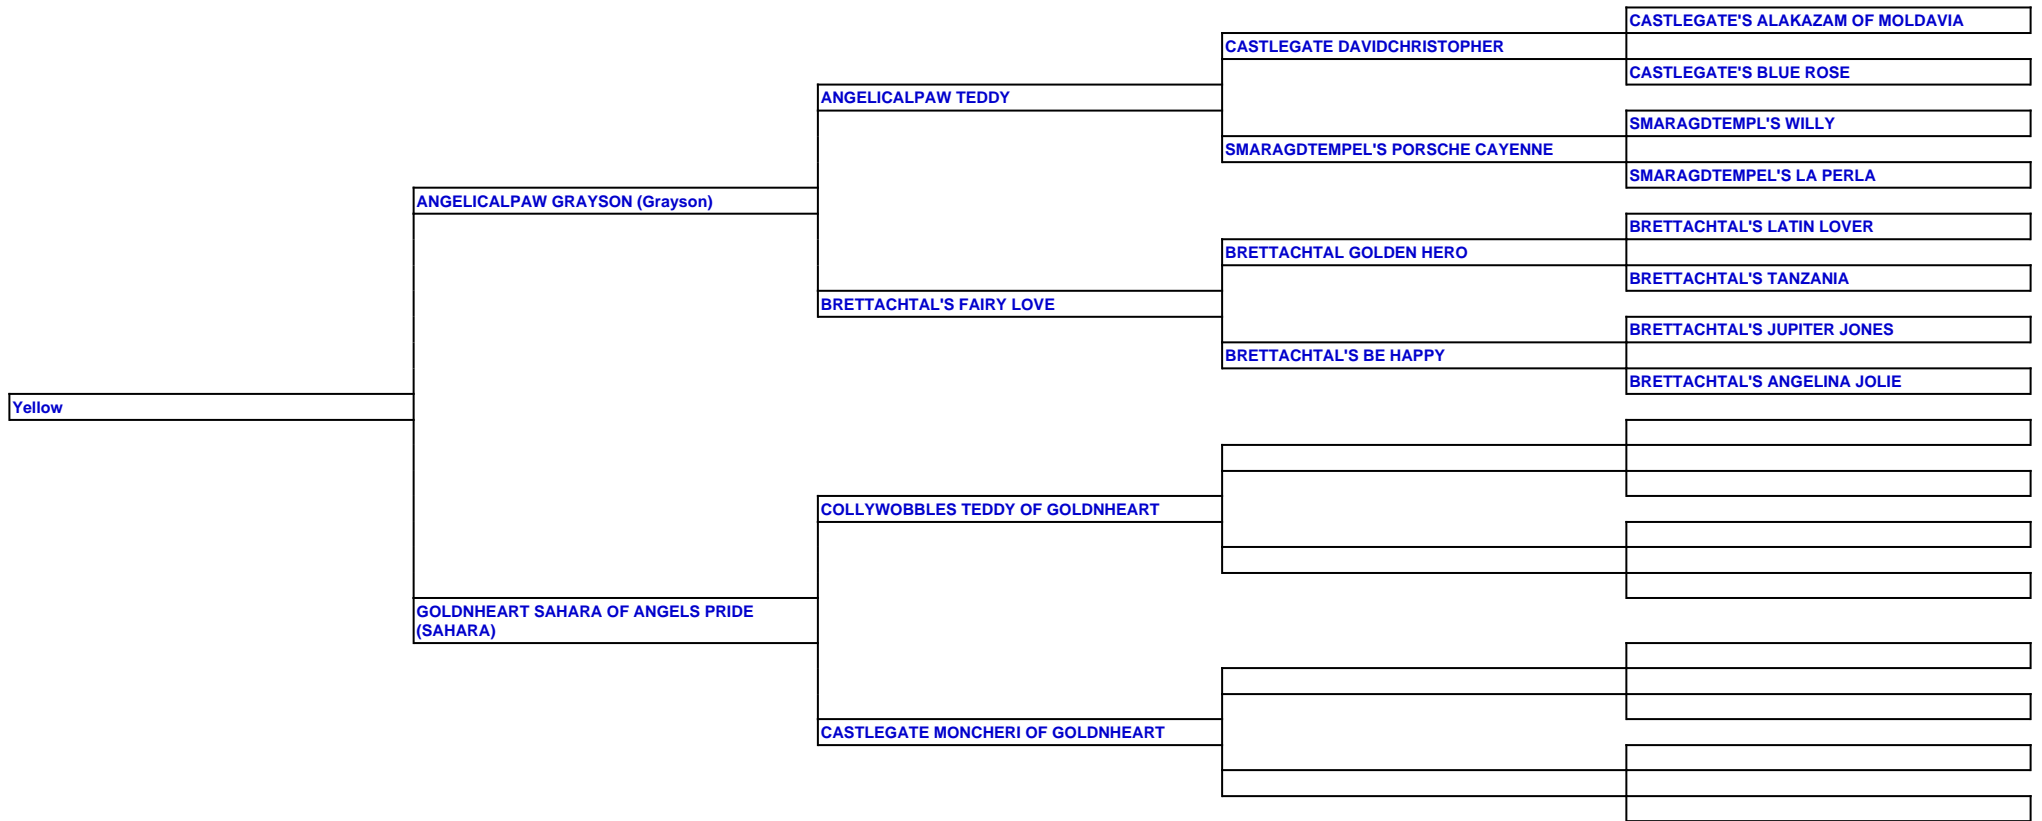 CASTLEGATE'S ALAKAZAM OF MOLDAVIA
CASTLEGATE DAVIDCHRISTOPHER
CASTLEGATE'S BLUE ROSE
ANGELICALPAW TEDDY
SMARAGDTEMPL'S WILLY
SMARAGDTEMPEL'S PORSCHE CAYENNE
SMARAGDTEMPEL'S LA PERLA
ANGELICALPAW GRAYSON (Grayson)
BRETTACHTAL'S LATIN LOVER
BRETTACHTAL GOLDEN HERO
BRETTACHTAL'S TANZANIA
BRETTACHTAL'S FAIRY LOVE
BRETTACHTAL'S JUPITER JONES
BRETTACHTAL'S BE HAPPY
BRETTACHTAL'S ANGELINA JOLIE
Yellow
COLLYWOBBLES TEDDY OF GOLDNHEART
GOLDNHEART SAHARA OF ANGELS PRIDE
(SAHARA)
CASTLEGATE MONCHERI OF GOLDNHEART